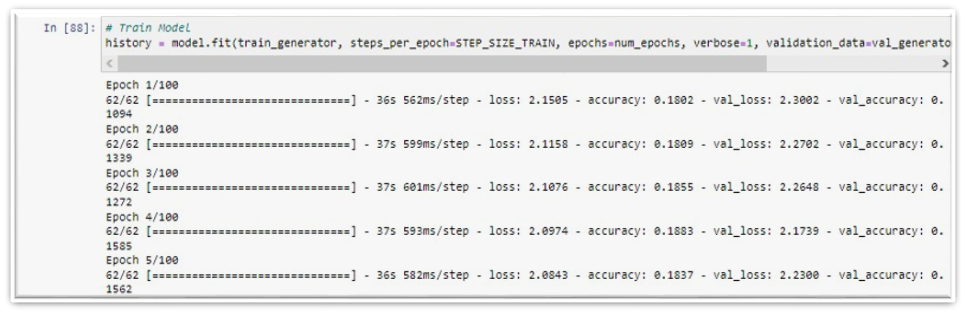 In [88]: # Train Model
history = model.fit(train_generator, steps_per_epoch=STEP_SIZE_TRAIN, epochs=num_epochs, verbose=1, validation_data=val_generato
Epoch 1/100
62/62 [==============================] - 36s 562ms/step - loss: 2.1505 - accuracy: 0.1802 - val_loss: 2.3002 - val_accuracy: 0.
1094
Epoch 2/100
62/62 [==============================] - 37s 599ms/step - loss: 2.1158 - accuracy: 0.1809 - val_loss: 2.2702 - val_accuracy: 0.
1339
Epoch 3/100
62/62 [==============================] - 37s 601ms/step - loss: 2.1076 - accuracy: 0.1855 - val_loss: 2.2648 - val_accuracy: 0.
1272
Epoch 4/100
62/62 [==============================] - 37s 593ms/step - loss: 2.0974 - accuracy: 0.1883 - val_loss: 2.1739 - val_accuracy: 0.
1585
Epoch 5/100
62/62 [==============================] - 36s 582ms/step - loss: 2.0843 - accuracy: 0.1837 - val_loss: 2.2300 - val_accuracy: 0.
1562